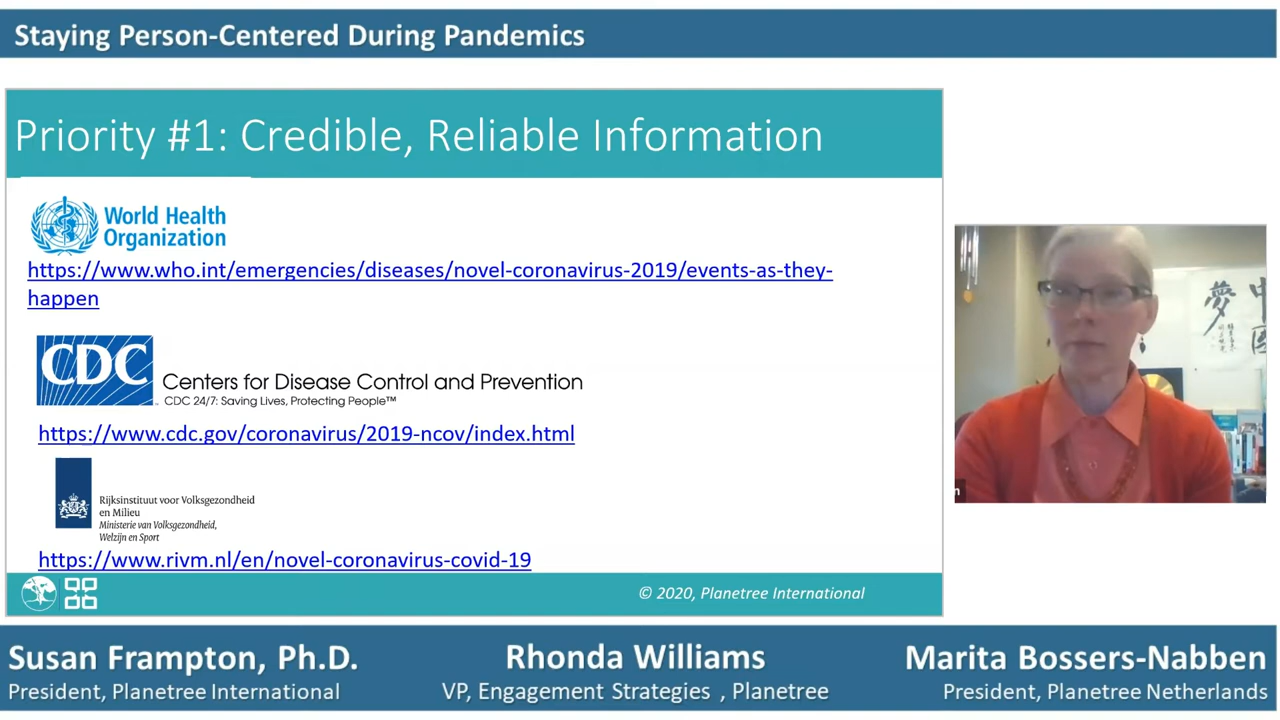 Staying Person-Centered During Pandemics
Priority #1: Credible, Reliable Information
World Health
Organization
https://www.who.int/emergencies/diseases/novel-coronavirus-2019/events-as-they-
happen
CDC
Centers for Disease Control and Prevention
CDC 24/7: Saving Lives, Protecting People™
https://www.cdc.gov/coronavirus/2019-ncov/index.html
Rijksinstituut voor Volksgezondheid
en Milieu
Ministerie van Volksgezondheid,
Welzijn en Sport
https://www.rivm.nl/en/novel-coronavirus-covid-19
© 2020, Planetree International
中國
夢
n
Susan Frampton, Ph.D.
President, Planetree International
Rhonda Williams
VP, Engagement Strategies , Planetree
Marita Bossers-Nabben
President, Planetree Netherlands